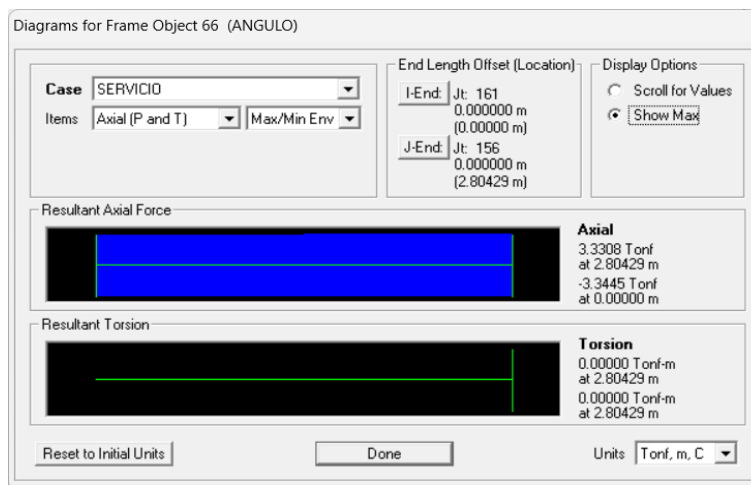 Diagrams for Frame Object 66 (ANGULO)
Case SERVICIO
Items Axial (P and T) Max/Min Env
End Length Offset (Location)
I-End: Jt: 161
0.000000 m
(0.00000 m)
J-End: Jt: 156
0.000000 m
(2.80429 m)
Display Options
Scroll for Values
Show Max
Resultant Axial Force
Axial
3.3308 Tonf
at 2.80429 m
-3.3445 Tonf
at 0.00000 m
Resultant Torsion
Torsion
0.00000 Tonf-m
at 2.80429 m
0.00000 Tonf-m
at 2.80429 m
Reset to Initial Units
Done
Units Tonf, m, C